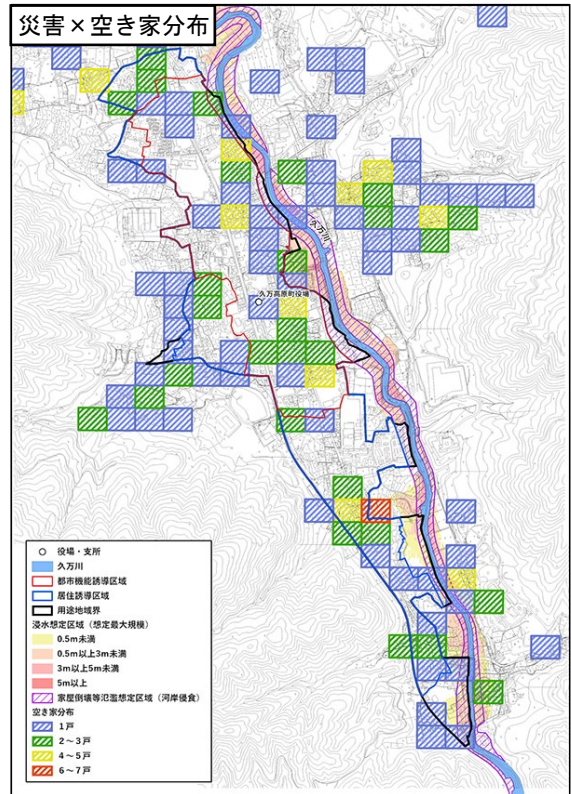 災害×空き家分布
久万川
久万高原町役場
役場・支所
久万川
都市機能誘導区域
居住誘導区域
用途地域界
浸水想定区域（想定最大規模）
0.5m未満
0.5m以上3m未満
3m以上5m未満
5m以上
家屋倒壊等氾濫想定区域（河岸侵食）
空き家分布
1戸
2～3戸
4～5戸
6～7戸